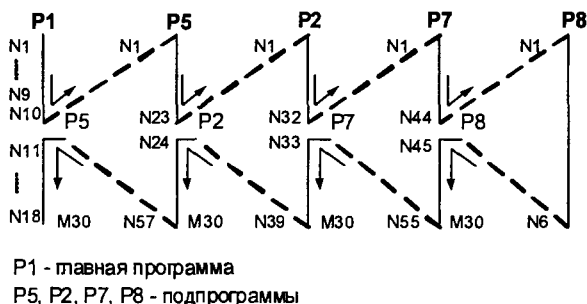 P1 P5 P2 P7 P8
N1 N1 N1 N1 N1
N9
N10 P5 N23 P2 N32 P7 N44 P8
N11 N24 N33 N45
N18 M30 N57 M30 N39 M30 N55 M30 N6
P1 - главная программа
P5, P2, P7, P8 - подпрограммы